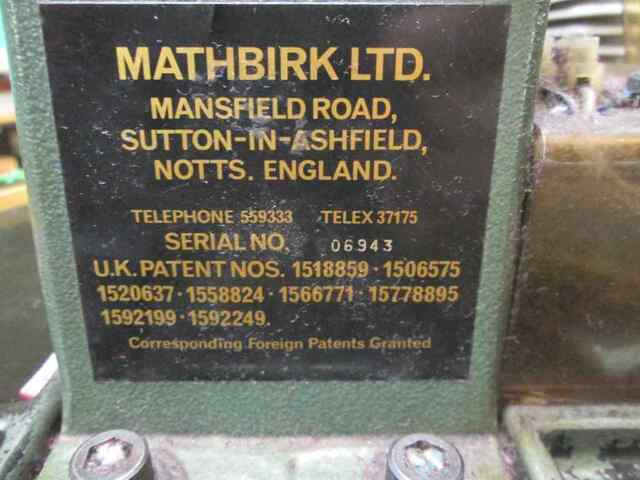 MATHBIRK LTD.
MANSFIELD ROAD,
SUTTON-IN-ASHFIELD,
NOTTS. ENGLAND.
TELEPHONE 559333 TELEX 37175
SERIAL NO. 06943
U.K. PATENT NOS. 1518859 · 1506575
1520637 · 1558824 · 1566771 · 15778895
1592199 · 1592249.
Corresponding Foreign Patents Granted